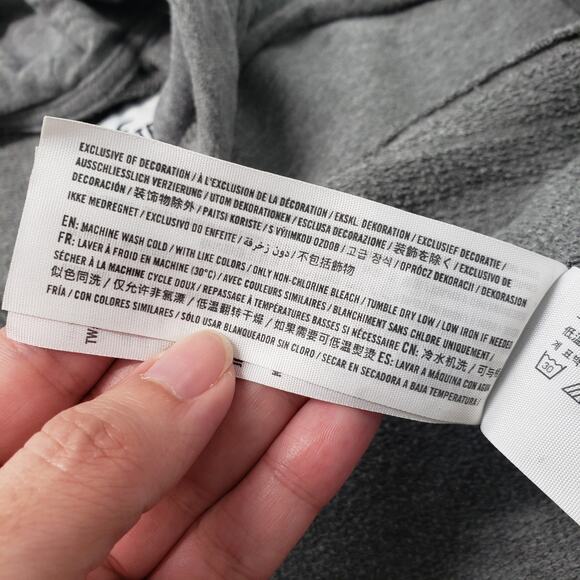 EXCLUSIVE OF DECORATION / À L'EXCLUSION DE LA DÉCORATION / EKSKL. DEKORATION / EXCLUSIEF DECORATIE /
AUSSCHLIESSLICH VERZIERUNG / UTOM DEKORATIONEN / ESCLUSA DECORAZIONE / 装飾を除く / EXCLUSIVO DE
DECORACIÓN / 装饰物除外 / PAITSI KORISTE / S VÝJIMKOU OZDOB / 고급 장식 / OPRÓCZ DEKORACJI / DEKORASJON
IKKE MEDREGNET / EXCLUSIVO DO ENFEITE / دون زخرفة / 不包括飾物
EN: MACHINE WASH COLD / WITH LIKE COLORS / ONLY NON-CHLORINE BLEACH / TUMBLE DRY LOW / LOW IRON IF NEEDED
FR: LAVER À FROID EN MACHINE (30°C) / AVEC COULEURS SIMILAIRES / BLANCHIMENT SANS CHLORE UNIQUEMENT /
SÉCHER À LA MACHINE CYCLE DOUX / REPASSAGE À TEMPÉRATURES BASSES SI NÉCESSAIRE CN: 冷水机洗 / 可与
似色同洗 / 仅允许非氧漂 / 低温翻转干燥 / 如果需要可低温熨烫 ES: LAVAR A MÁQUINA CON AGUA
FRÍA / CON COLORES SIMILARES / SÓLO USAR BLANQUEADOR SIN CLORO / SECAR EN SECADORA A BAJA TEMPERATURA /
30